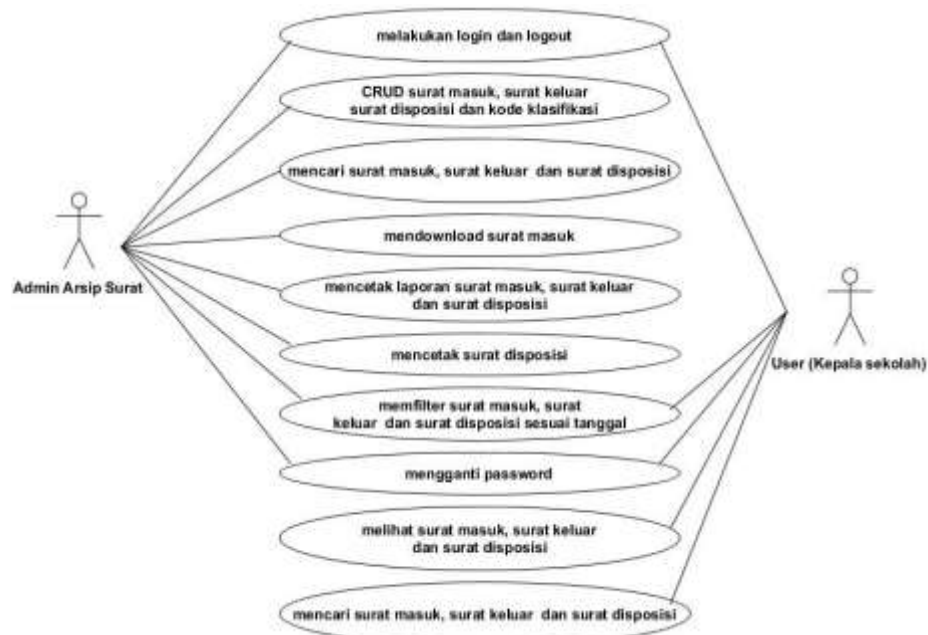 melakukan login dan logout
CRUD surat masuk, surat keluar
surat disposisi dan kode klasifikasi
mencari surat masuk, surat keluar dan surat disposisi
mendownload surat masuk
Admin Arsip Surat
mencetak laporan surat masuk, surat keluar
dan surat disposisi
mencetak surat disposisi
User (Kepala sekolah)
memfilter surat masuk, surat
keluar dan surat disposisi sesuai tanggal
mengganti password
melihat surat masuk, surat keluar
dan surat disposisi
mencari surat masuk, surat keluar dan surat disposisi